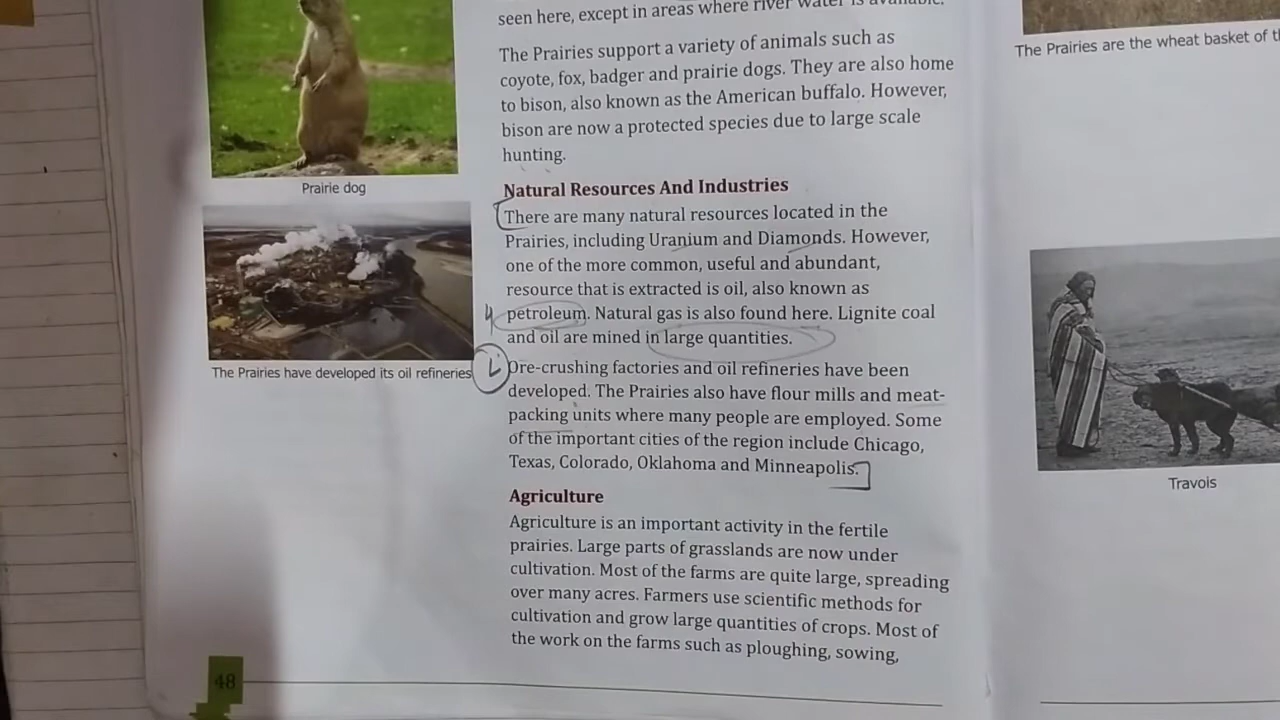 seen here, except in areas where river water is available.
The Prairies support a variety of animals such as
coyote, fox, badger and prairie dogs. They are also home
to bison, also known as the American buffalo. However,
bison are now a protected species due to large scale
hunting.
Prairie dog
Natural Resources And Industries
There are many natural resources located in the
Prairies, including Uranium and Diamonds. However,
one of the more common, useful and abundant,
resource that is extracted is oil, also known as
petroleum. Natural gas is also found here. Lignite coal
and oil are mined in large quantities.
The Prairies have developed its oil refineries
Ore-crushing factories and oil refineries have been
developed. The Prairies also have flour mills and meat-
packing units where many people are employed. Some
of the important cities of the region include Chicago,
Texas, Colorado, Oklahoma and Minneapolis.
Agriculture
Agriculture is an important activity in the fertile
prairies. Large parts of grasslands are now under
cultivation. Most of the farms are quite large, spreading
over many acres. Farmers use scientific methods for
cultivation and grow large quantities of crops. Most of
the work on the farms such as ploughing, sowing,
48
The Prairies are the wheat basket of
Travois